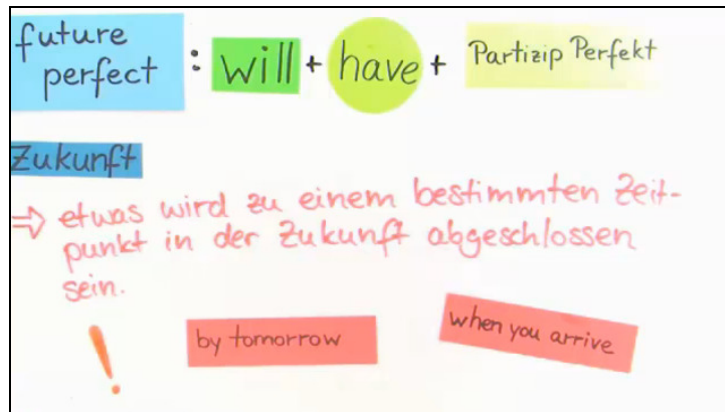 future
perfect : will + have + Partizip Perfekt
Zukunft
⇒ etwas wird zu einem bestimmten Zeit-
punkt in der Zukunft abgeschlossen
sein.
! by tomorrow when you arrive